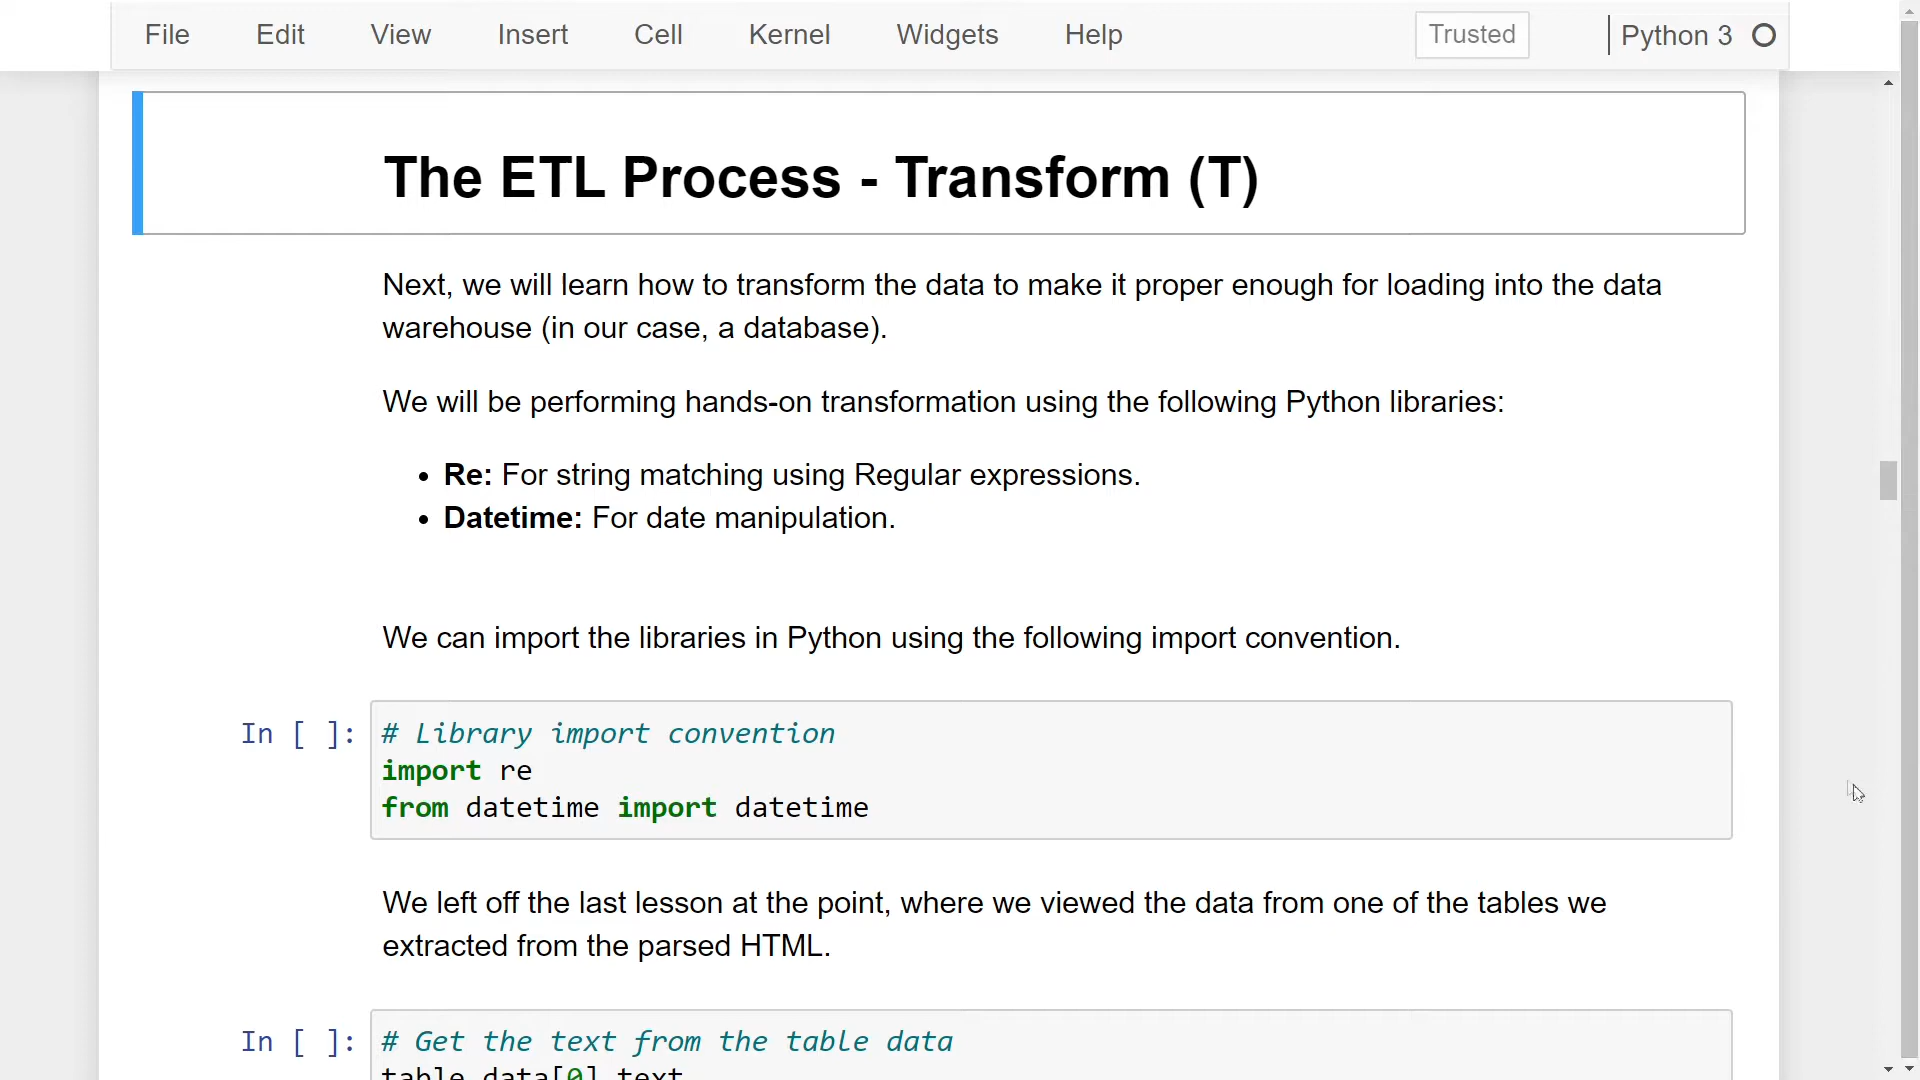 File Edit View Insert Cell Kernel Widgets Help Trusted Python 3
The ETL Process - Transform (T)
Next, we will learn how to transform the data to make it proper enough for loading into the data
warehouse (in our case, a database).
We will be performing hands-on transformation using the following Python libraries:
Re: For string matching using Regular expressions.
Datetime: For date manipulation.
We can import the libraries in Python using the following import convention.
In [ ]: # Library import convention
import re
from datetime import datetime
We left off the last lesson at the point, where we viewed the data from one of the tables we
extracted from the parsed HTML.
In [ ]: # Get the text from the table data
table_data[0].text